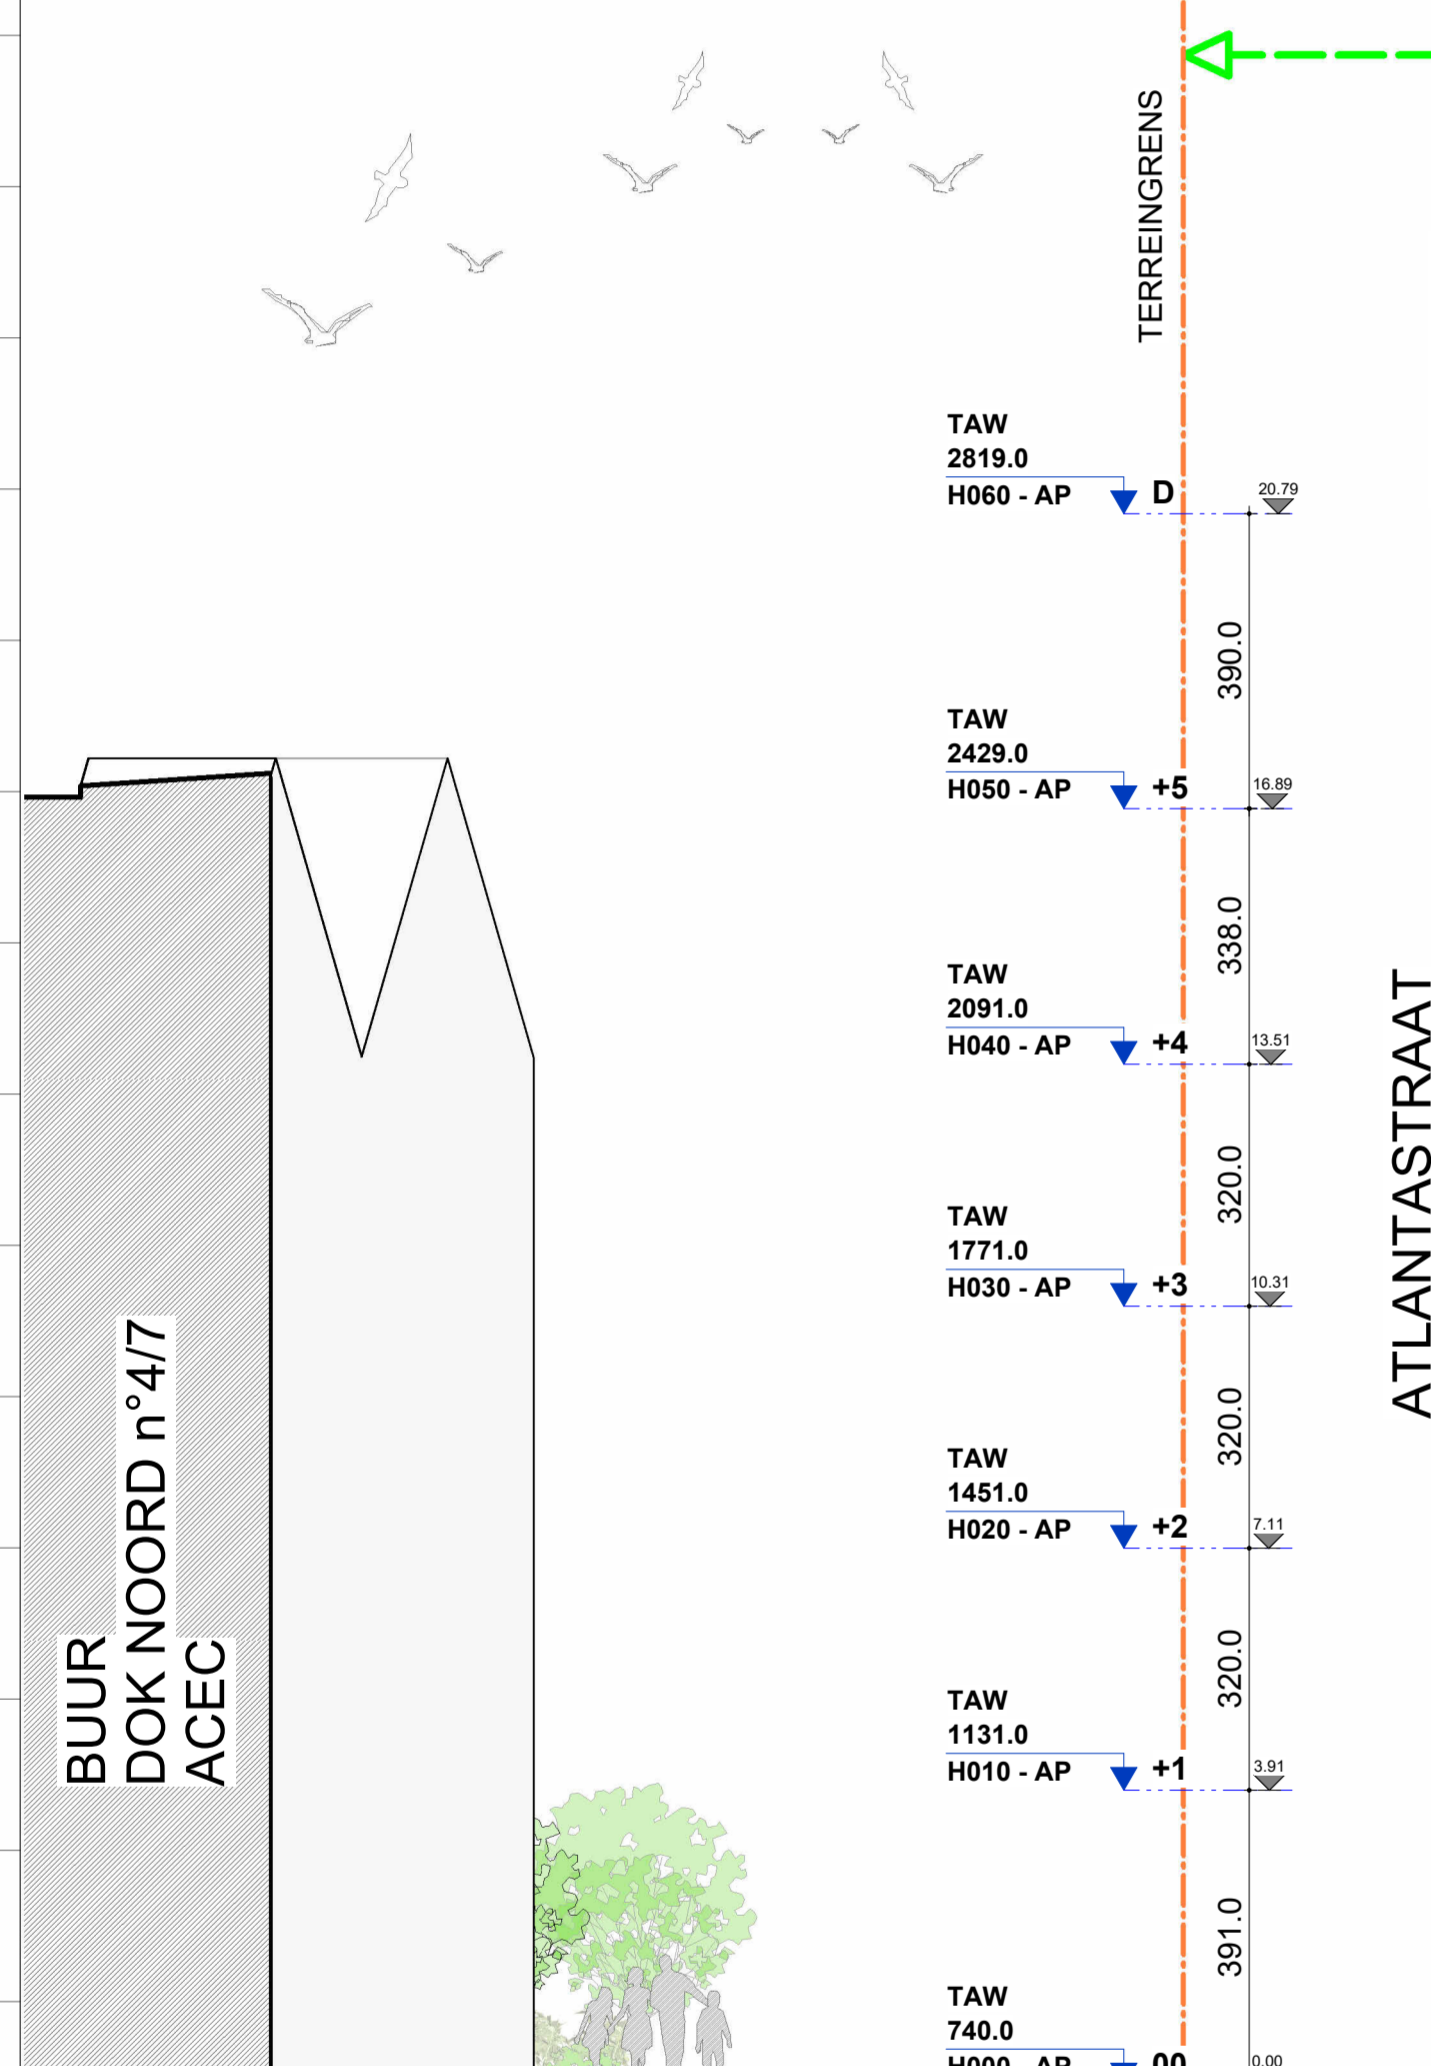 TERREINGRENS
TAW
2819.0
H060 - AP
D
20.79
390.0
TAW
2429.0
H050 - AP
+5
16.89
338.0
TAW
2091.0
H040 - AP
+4
13.51
320.0
TAW
1771.0
H030 - AP
+3
10.31
320.0
TAW
1451.0
H020 - AP
+2
7.11
320.0
TAW
1131.0
H010 - AP
+1
3.91
391.0
TAW
740.0
H000 - AP
00
0.00
ATLANTASTRAAT
BUUR
DOK NOORD n°4/7
ACEC